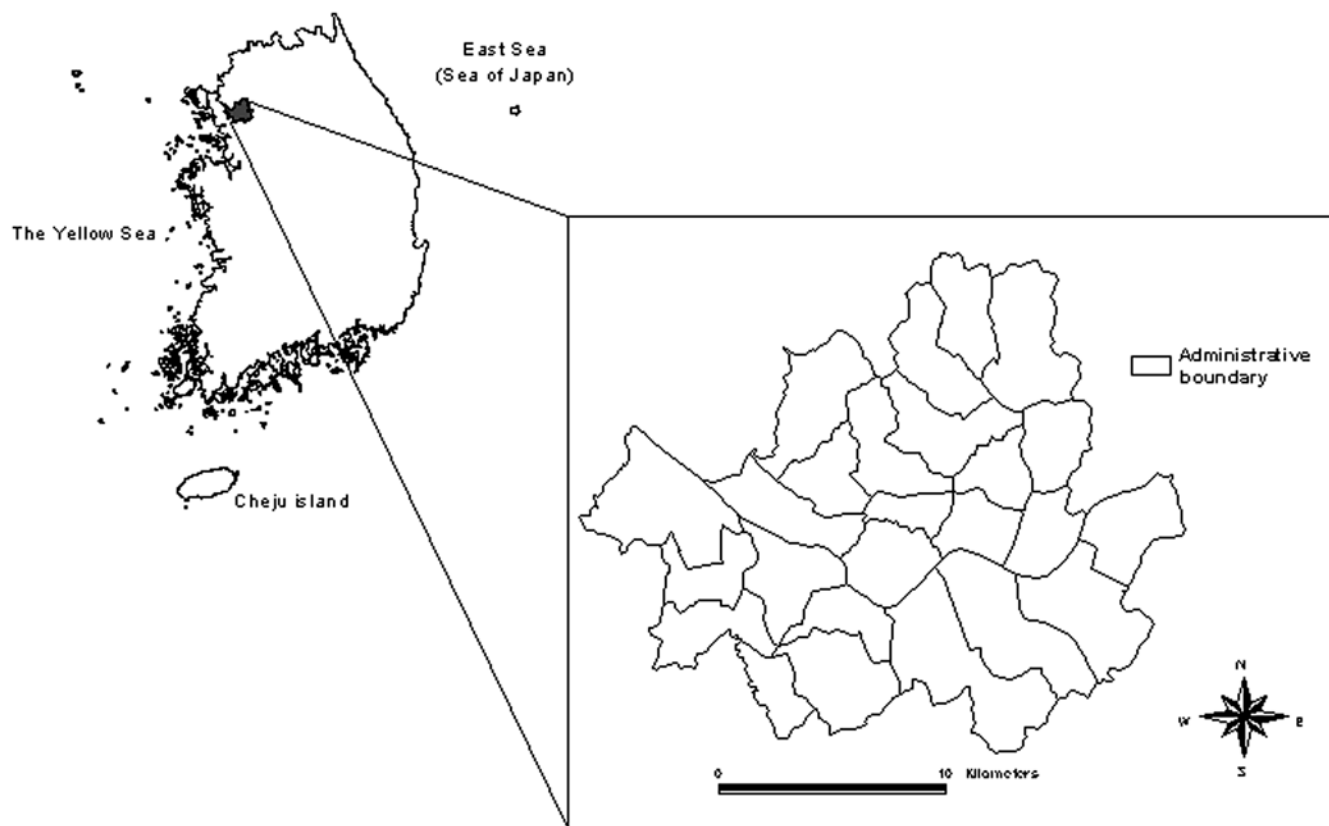 East Sea
(Sea of Japan)
The Yellow Sea
Cheju island
Administrative
boundary
N
W E
S
0 10 Kilometers